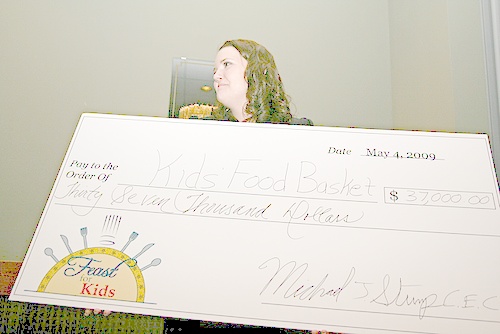 Date May 4, 2009
Pay to the
Order Of Kids' Food Basket $ 37,000.00
Thirty Seven Thousand Dollars
Feast
for
Kids
Michael J Stump C.E.C